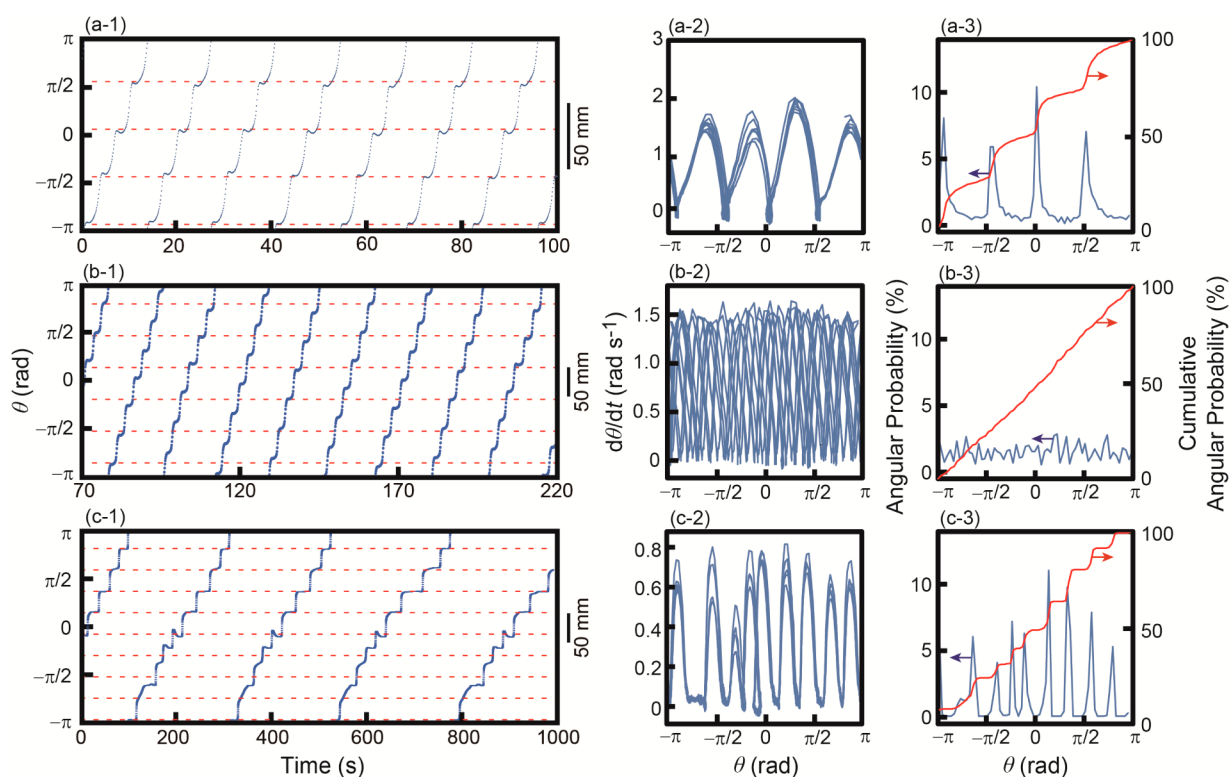 (a-1)
π
π/2
0
−π/2
−π
0 20 40 60 80 100
50 mm
(a-2)
3
2
1
1
0
−π −π/2 0 π/2 π
(a-3)
10
5
0
100
50
0
−π −π/2 0 π/2 π
(b-1)
π
π/2
0
−π/2
−π
70 120 170 220
50 mm
θ (rad)
(b-2)
1.5
1.0
0.5
0
−π −π/2 0 π/2 π
dθ/dt (rad s-1)
(b-3)
10
5
0
100
50
0
−π −π/2 0 π/2 π
Angular Probability (%)
Cumulative
Angular Probability (%)
(c-1)
π
π/2
0
−π/2
−π
0 200 400 600 800 1000
50 mm
Time (s)
(c-2)
0.8
0.6
0.4
0.2
0
−π −π/2 0 π/2 π
θ (rad)
(c-3)
10
5
0
100
50
0
−π −π/2 0 π/2 π
θ (rad)